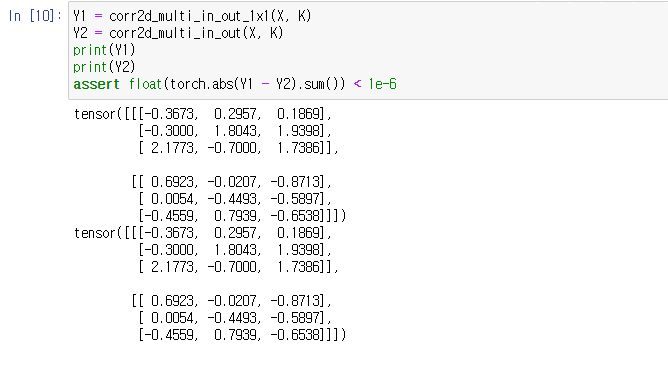 In [10]: Y1 = corr2d_multi_in_out_1x1(X, K)
Y2 = corr2d_multi_in_out(X, K)
print(Y1)
print(Y2)
assert float(torch.abs(Y1 - Y2).sum()) < 1e-6
tensor([[[-0.3673, 0.2957, 0.1869],
[-0.3000, 1.8043, 1.9398],
[ 2.1773, -0.7000, 1.7386]],
[[ 0.6923, -0.0207, -0.8713],
[ 0.0054, -0.4493, -0.5897],
[-0.4559, 0.7939, -0.6538]]])
tensor([[[-0.3673, 0.2957, 0.1869],
[-0.3000, 1.8043, 1.9398],
[ 2.1773, -0.7000, 1.7386]],
[[ 0.6923, -0.0207, -0.8713],
[ 0.0054, -0.4493, -0.5897],
[-0.4559, 0.7939, -0.6538]]])